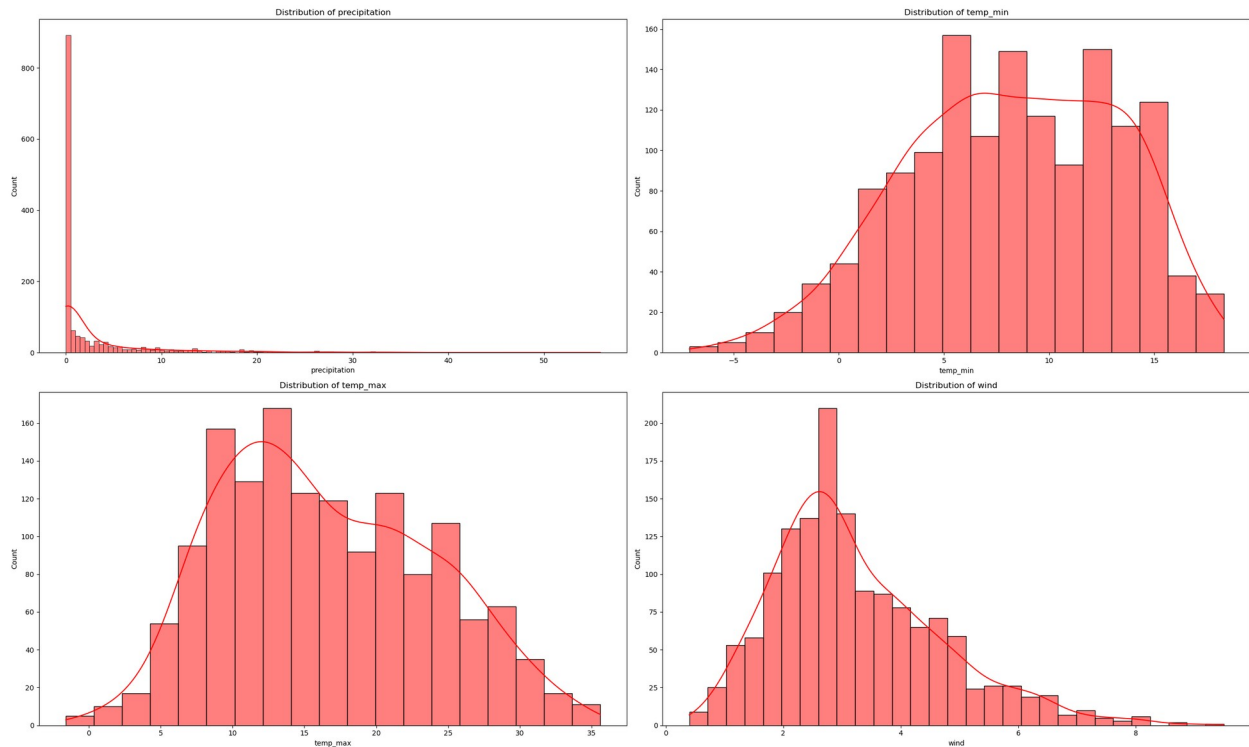 Distribution of precipitation
Count
800
600
400
200
0
0 10 20 30 40 50
precipitation
Distribution of temp_min
Count
160
140
120
100
80
60
40
20
0
−5 0 5 10 15
temp_min
Distribution of temp_max
Count
160
140
120
100
80
60
40
20
0
0 5 10 15 20 25 30 35
temp_max
Distribution of wind
Count
200
175
150
125
100
75
50
25
0
0 2 4 6 8
wind